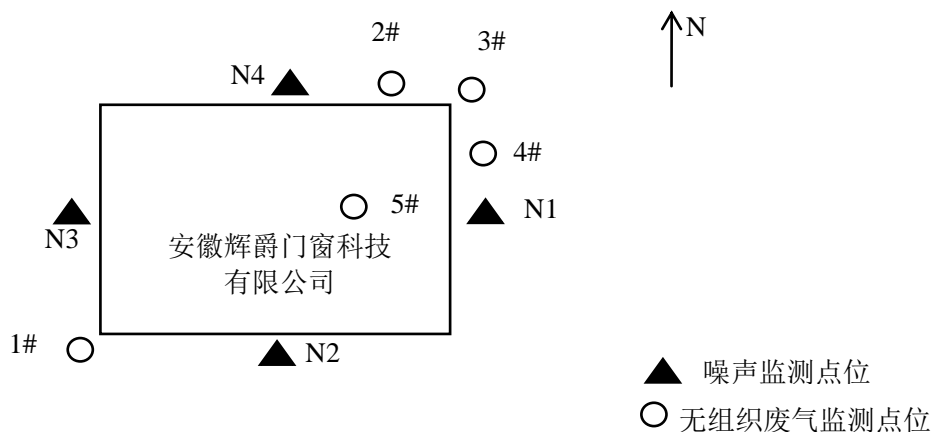 2#
3#
N
N4
4#
5#
N1
N3
安徽辉爵门窗科技
有限公司
1#
N2
噪声监测点位
无组织废气监测点位